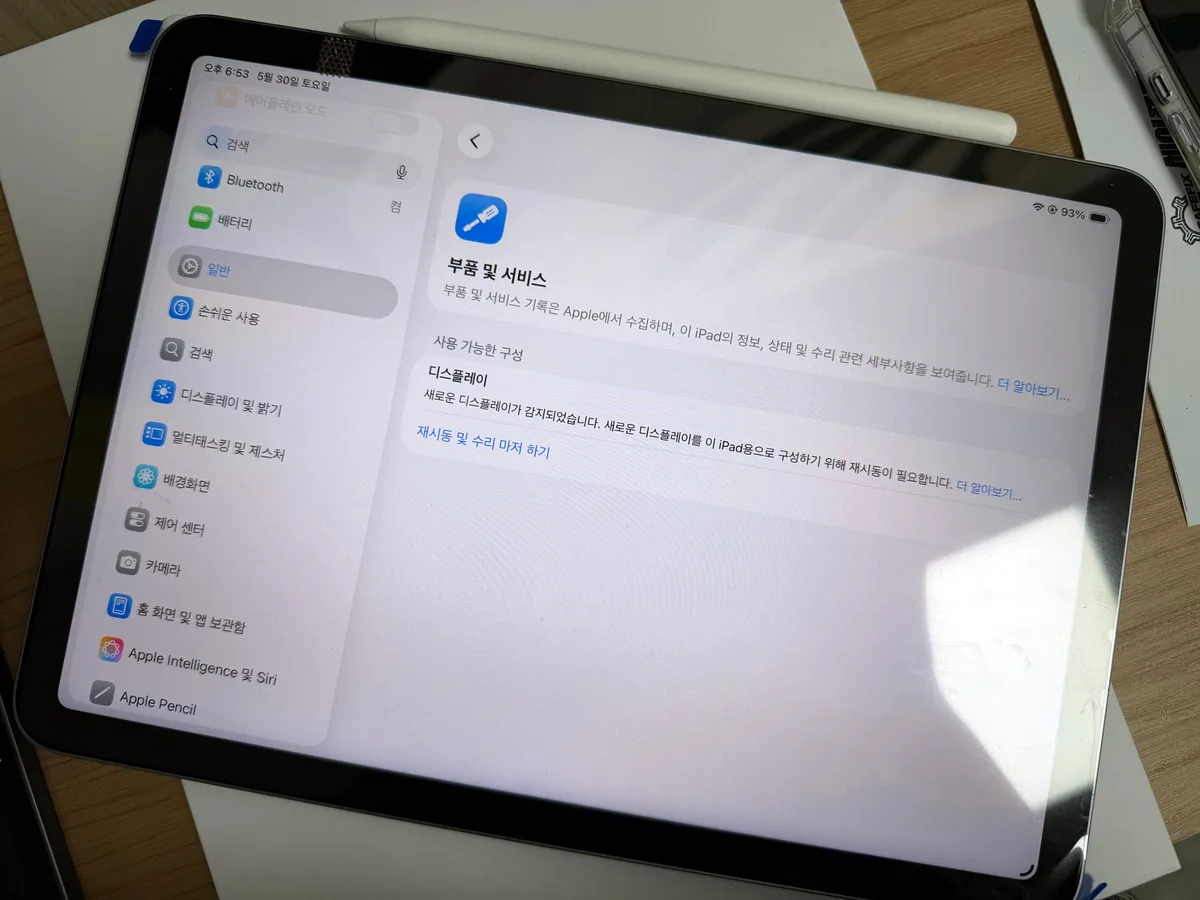 오후 6:53 5월 30일 토요일
93%
에어플레인 모드
검색
Bluetooth
켬
배터리
일반
손쉬운 사용
검색
디스플레이 및 밝기
멀티태스킹 및 제스처
배경화면
제어 센터
카메라
홈 화면 및 앱 보관함
Apple Intelligence 및 Siri
Apple Pencil
부품 및 서비스
부품 및 서비스 기록은 Apple에서 수집하며, 이 iPad의 정보, 상태 및 수리 관련 세부사항을 보여줍니다. 더 알아보기...
사용 가능한 구성
디스플레이
새로운 디스플레이가 감지되었습니다. 새로운 디스플레이를 이 iPad용으로 구성하기 위해 재시동이 필요합니다. 더 알아보기...
재시동 및 수리 마저 하기